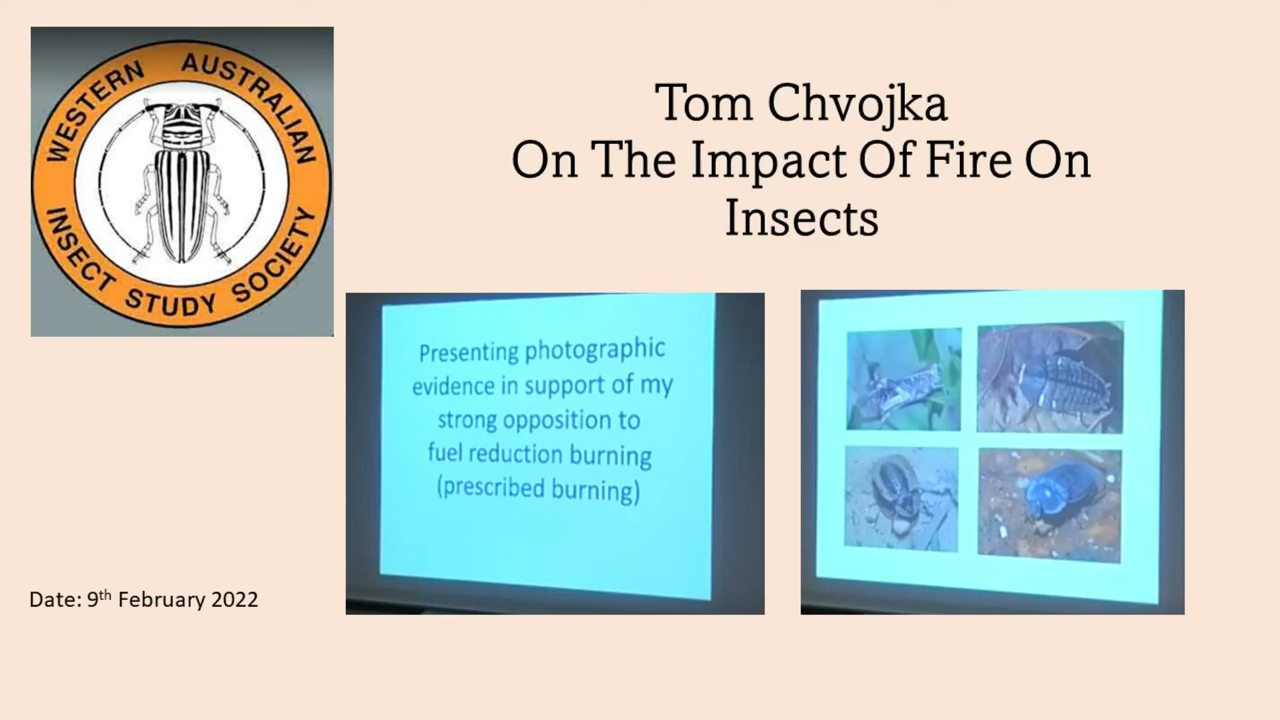 WESTERN AUSTRALIAN
INSECT STUDY SOCIETY
Tom Chvojka
On The Impact Of Fire On
Insects
Presenting photographic
evidence in support of my
strong opposition to
fuel reduction burning
(prescribed burning)
Date: 9th February 2022